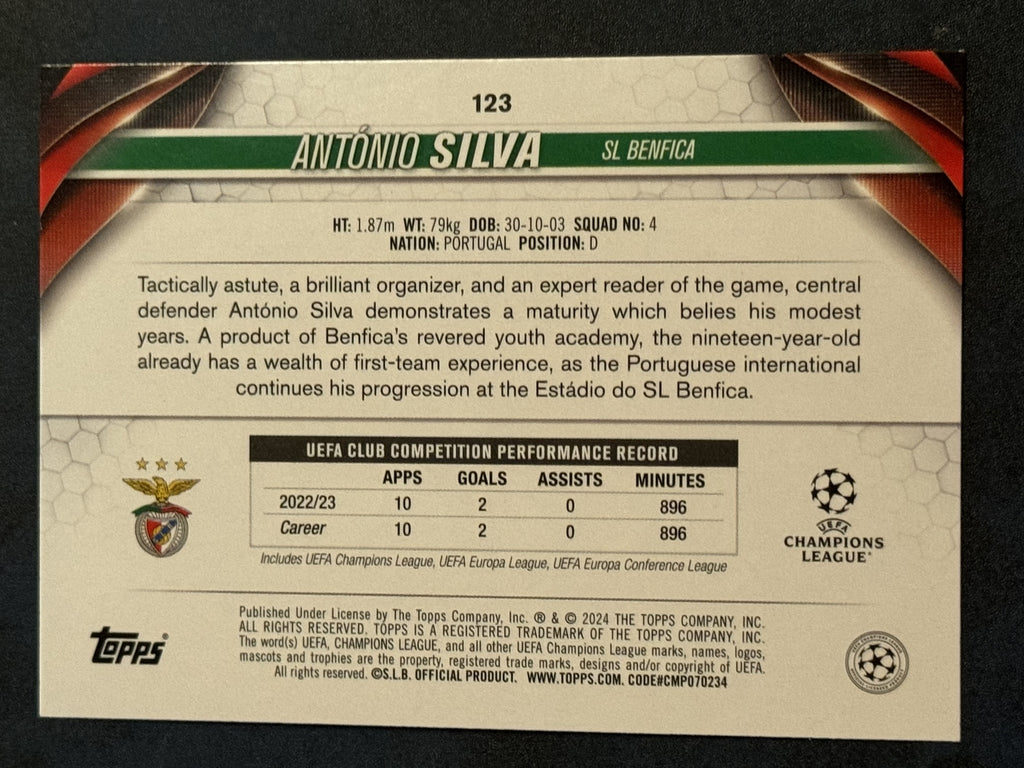 123
ANTÓNIO SILVA SL BENFICA
HT: 1.87m WT: 79kg DOB: 30-10-03 SQUAD NO: 4
NATION: PORTUGAL POSITION: D
Tactically astute, a brilliant organizer, and an expert reader of the game, central
defender António Silva demonstrates a maturity which belies his modest
years. A product of Benfica's revered youth academy, the nineteen-year-old
already has a wealth of first-team experience, as the Portuguese international
continues his progression at the Estádio do SL Benfica.
UEFA CLUB COMPETITION PERFORMANCE RECORD
APPS GOALS ASSISTS MINUTES
2022/23 10 2 0 896
Career 10 2 0 896
Includes UEFA Champions League, UEFA Europa League, UEFA Europa Conference League
UEFA
CHAMPIONS
LEAGUE®
Published Under License by The Topps Company, Inc. ® & © 2024 THE TOPPS COMPANY, INC.
ALL RIGHTS RESERVED. TOPPS IS A REGISTERED TRADEMARK OF THE TOPPS COMPANY, INC.
The word(s) UEFA, CHAMPIONS LEAGUE, and all other UEFA Champions League marks, names, logos,
mascots and trophies are the property, registered trade marks, designs and/or copyright of UEFA.
All rights reserved. ©S.L.B. OFFICIAL PRODUCT. WWW.TOPPS.COM. CODE#CMP070234
topps®